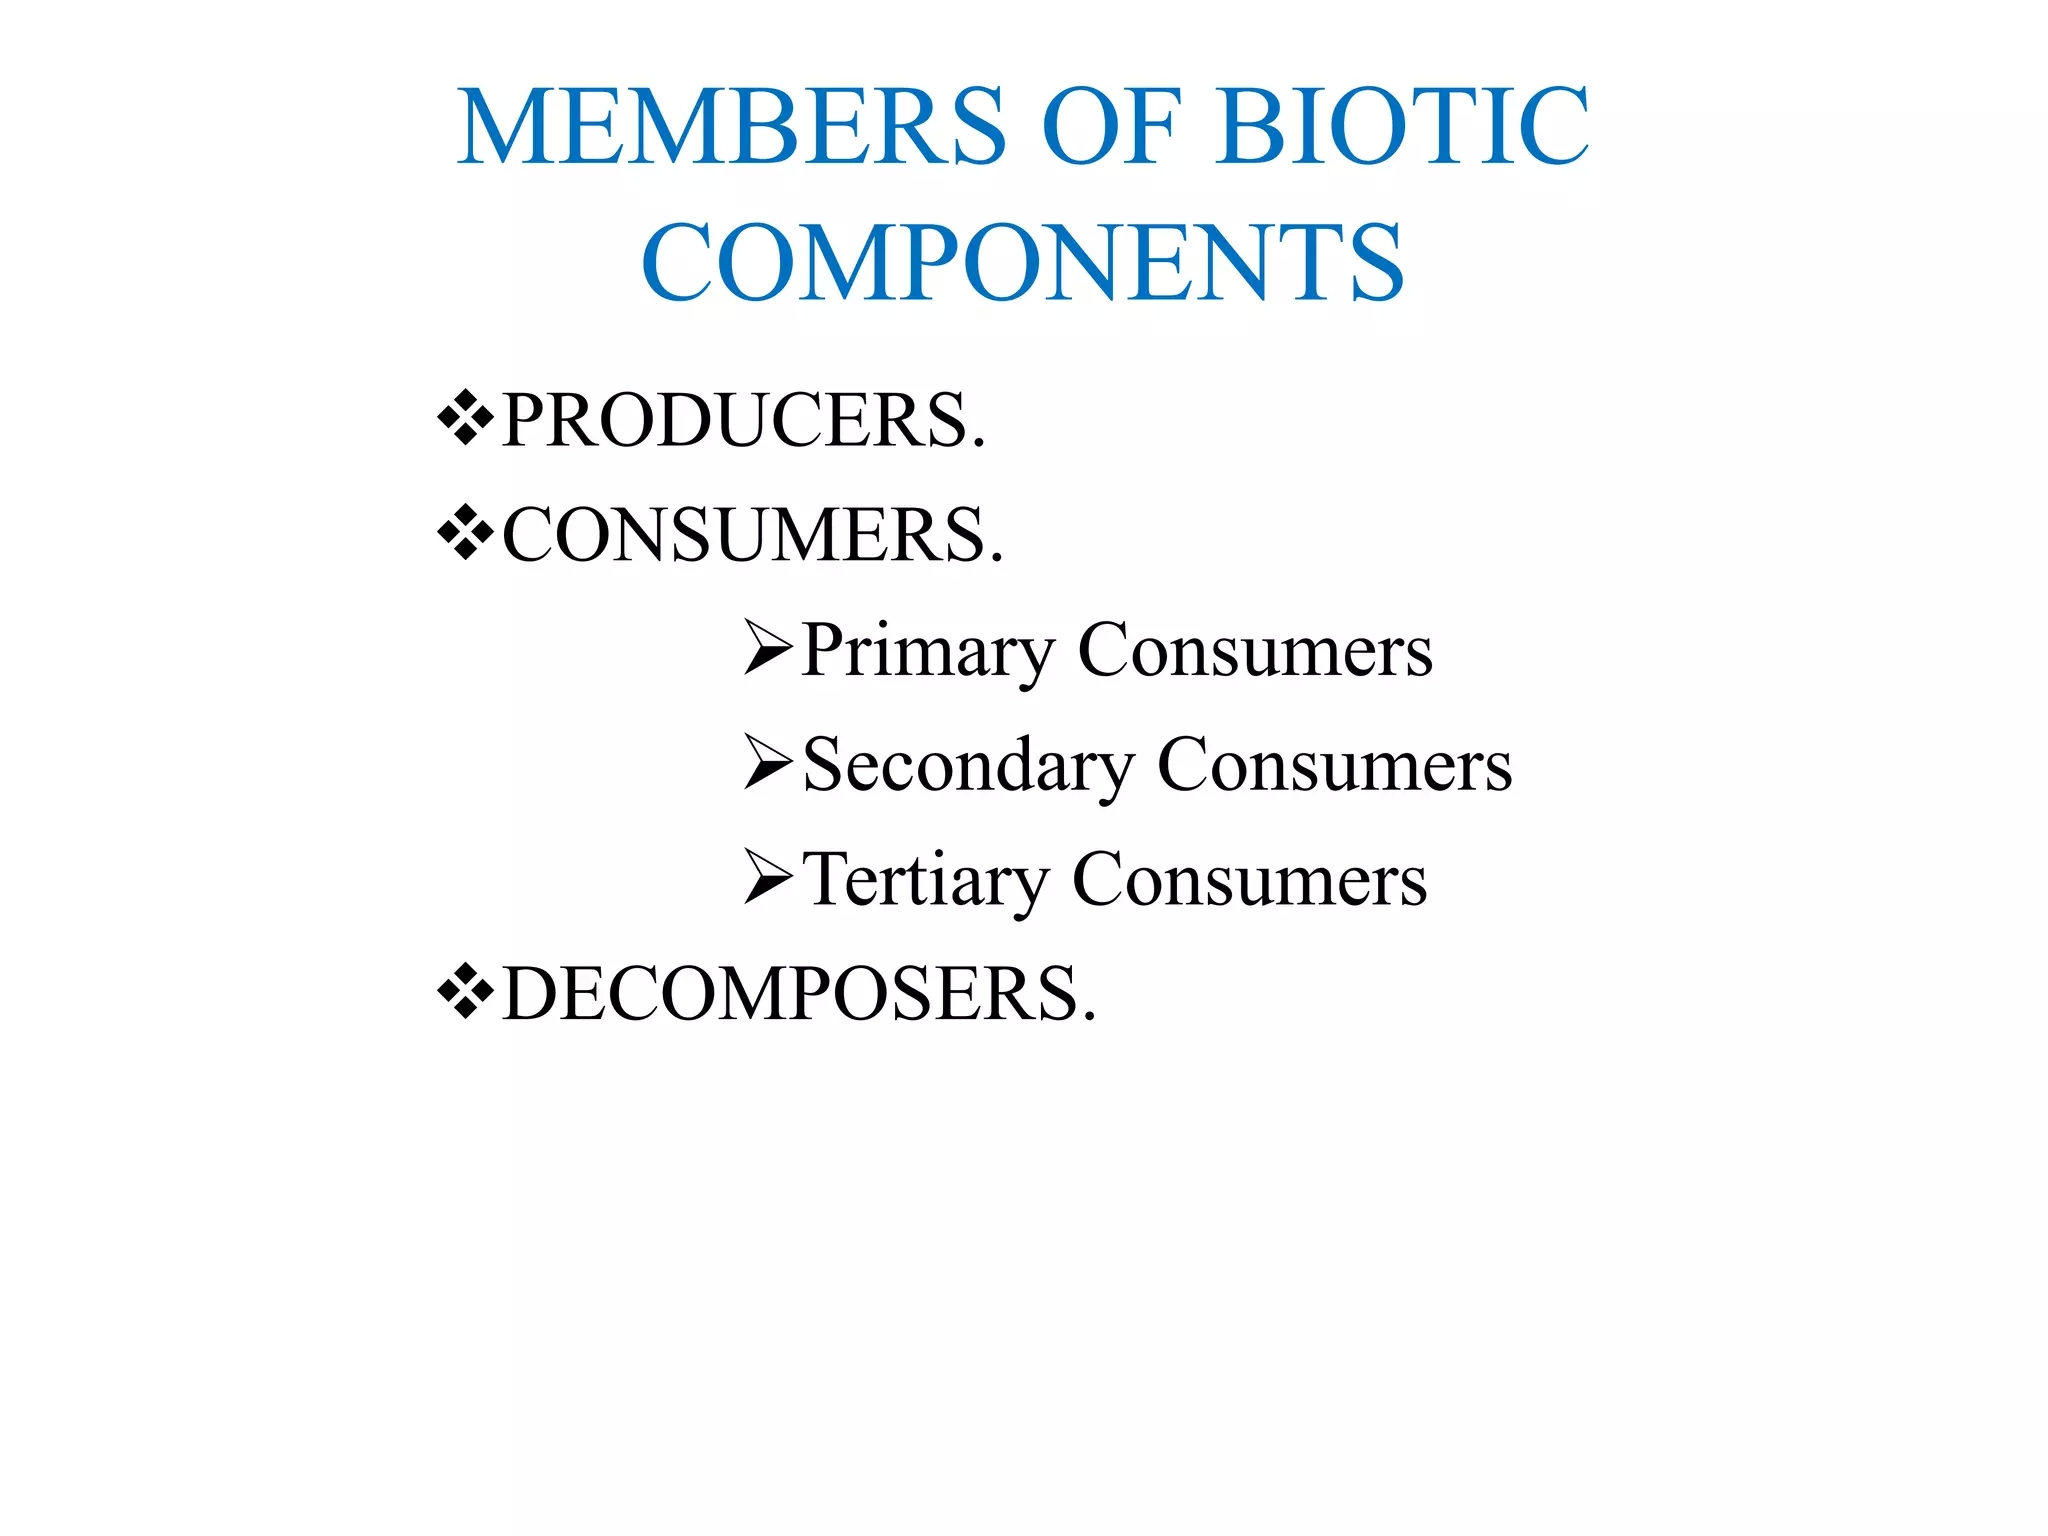 MEMBERS OF BIOTIC
COMPONENTS
❖PRODUCERS.
❖CONSUMERS.
➢Primary Consumers
➢Secondary Consumers
➢Tertiary Consumers
❖DECOMPOSERS.